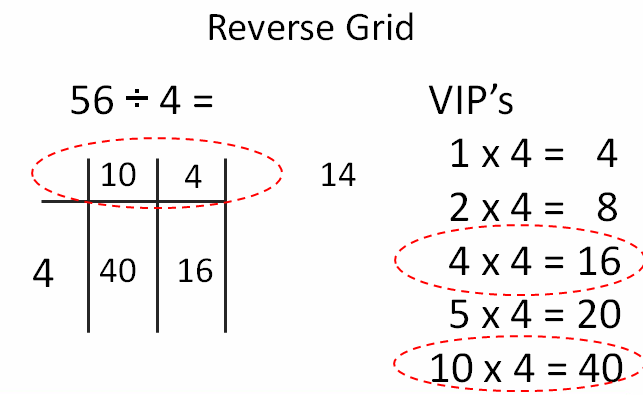 Reverse Grid
56 ÷ 4 =
10 4
14
4 40 16
VIP's
1 x 4 = 4
2 x 4 = 8
4 x 4 = 16
5 x 4 = 20
10 x 4 = 40